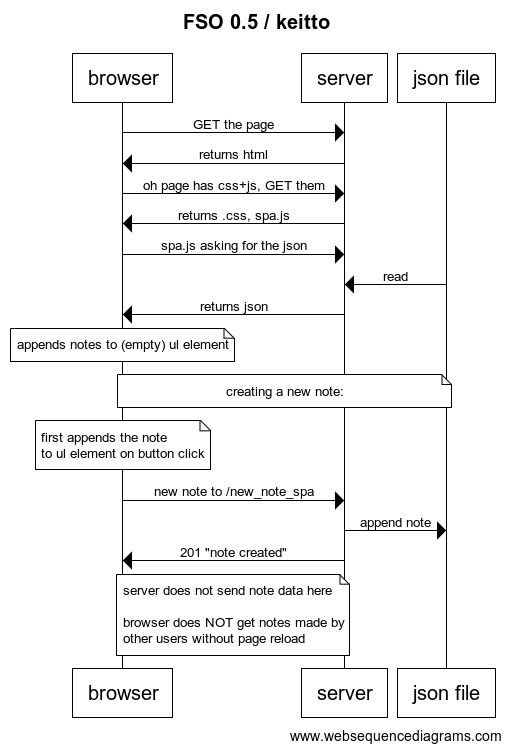 FSO 0.5 / keitto
browser
server
json file
GET the page
returns html
oh page has css+js, GET them
returns .css, spa.js
spa.js asking for the json
read
returns json
appends notes to (empty) ul element
creating a new note:
first appends the note
to ul element on button click
new note to /new_note_spa
append note
201 "note created"
server does not send note data here
browser does NOT get notes made by
other users without page reload
browser
server
json file
www.websequencediagrams.com